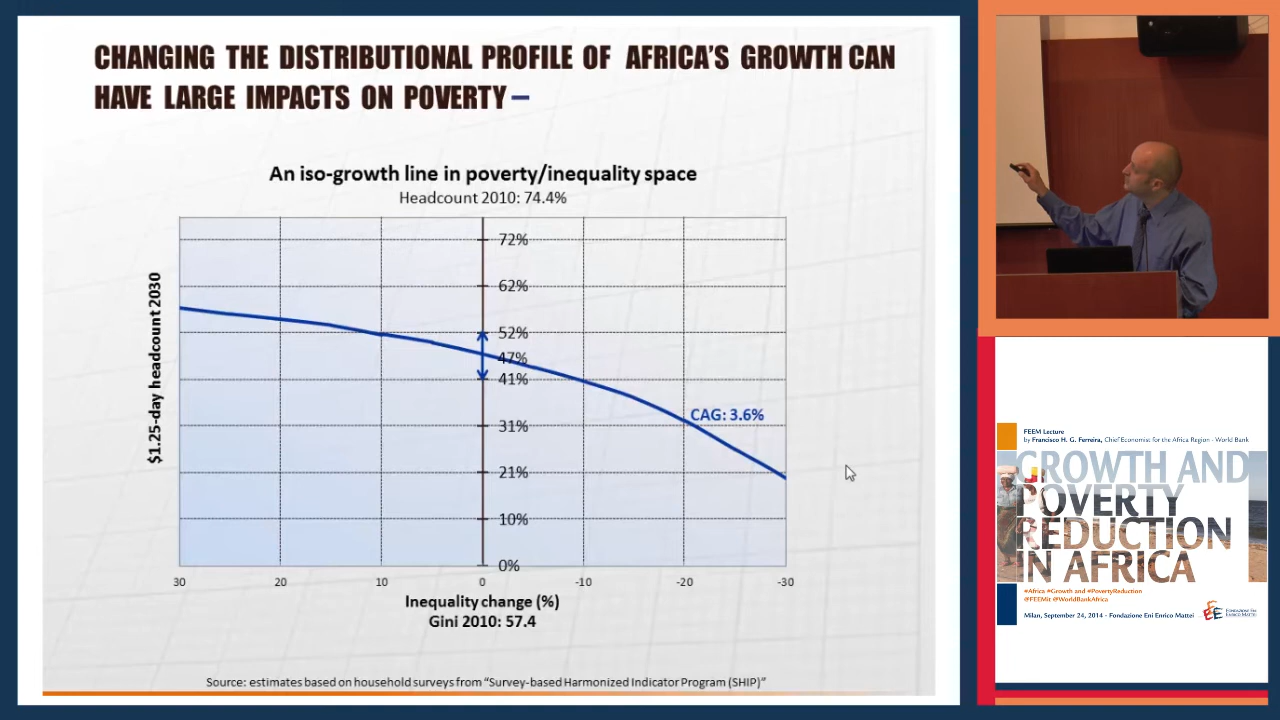 CHANGING THE DISTRIBUTIONAL PROFILE OF AFRICA'S GROWTH CAN
HAVE LARGE IMPACTS ON POVERTY –
An iso-growth line in poverty/inequality space
Headcount 2010: 74.4%
$1.25-day headcount 2030
72%
62%
52%
47%
41%
31%
21%
10%
0%
CAG: 3.6%
30 20 10 0 -10 -20 -30
Inequality change (%)
Gini 2010: 57.4
Source: estimates based on household surveys from "Survey-based Harmonized Indicator Program (SHIP)"
FEEM Lecture
by Francisco H. G. Ferreira, Chief Economist for the Africa Region - World Bank
GROWTH AND
POVERTY
REDUCTION
IN AFRICA
#Africa #Growth and #PovertyReduction
@FEEMit @WorldBankAfrica
Milan, September 24, 2014 - Fondazione Eni Enrico Mattei
Fondazione Eni
Enrico Mattei